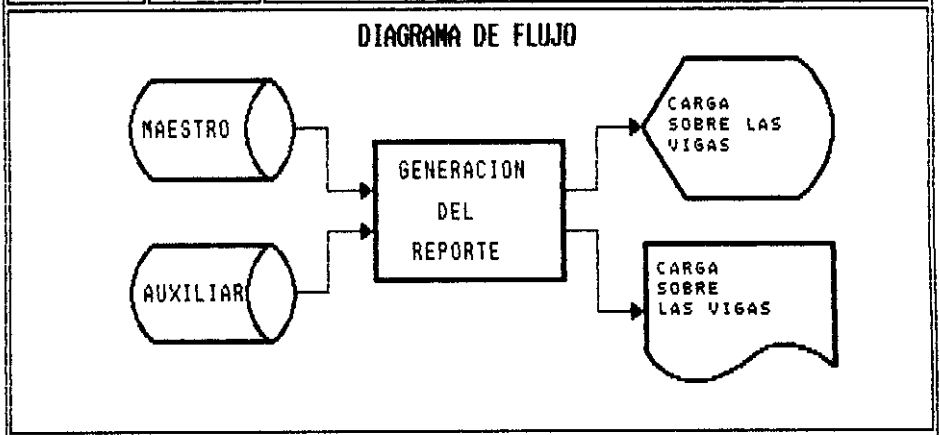 DIAGRAMA DE FLUJO
MAESTRO
AUXILIAR
GENERACION
DEL
REPORTE
CARGA
SOBRE LAS
VIGAS
CARGA
SOBRE
LAS VIGAS